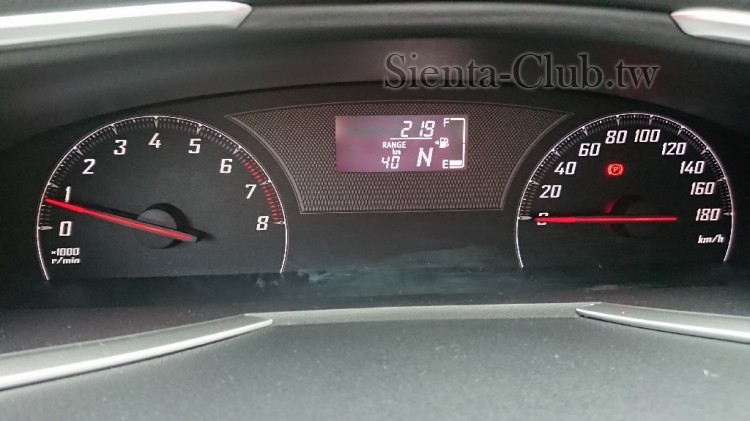 Sienta-Club.tw
0 1 2 3 4 5 6 7 8
×1000
r/min
219 F
RANGE
km
40 N E
0 20 40 60 80 100 120 140 160 180
P
km/h